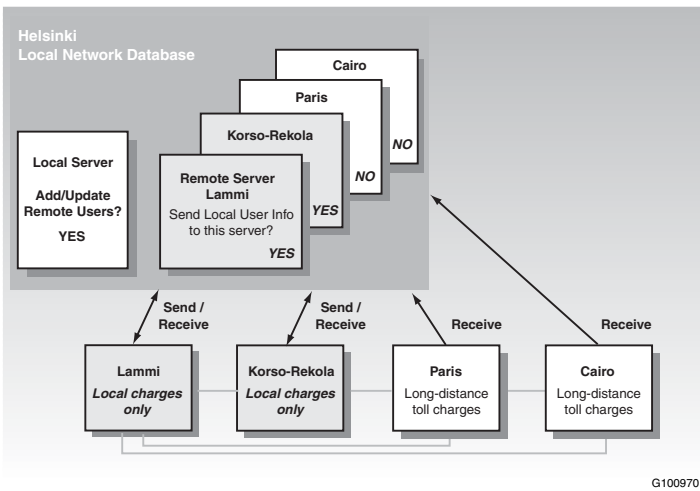 Helsinki
Local Network Database
Cairo
NO
Paris
NO
Korso-Rekola
YES
Remote Server
Lammi
Send Local User Info
to this server?
YES
Local Server
Add/Update
Remote Users?
YES
Send /
Receive
Send /
Receive
Receive
Receive
Lammi
Local charges
only
Korso-Rekola
Local charges
only
Paris
Long-distance
toll charges
Cairo
Long-distance
toll charges
G100970